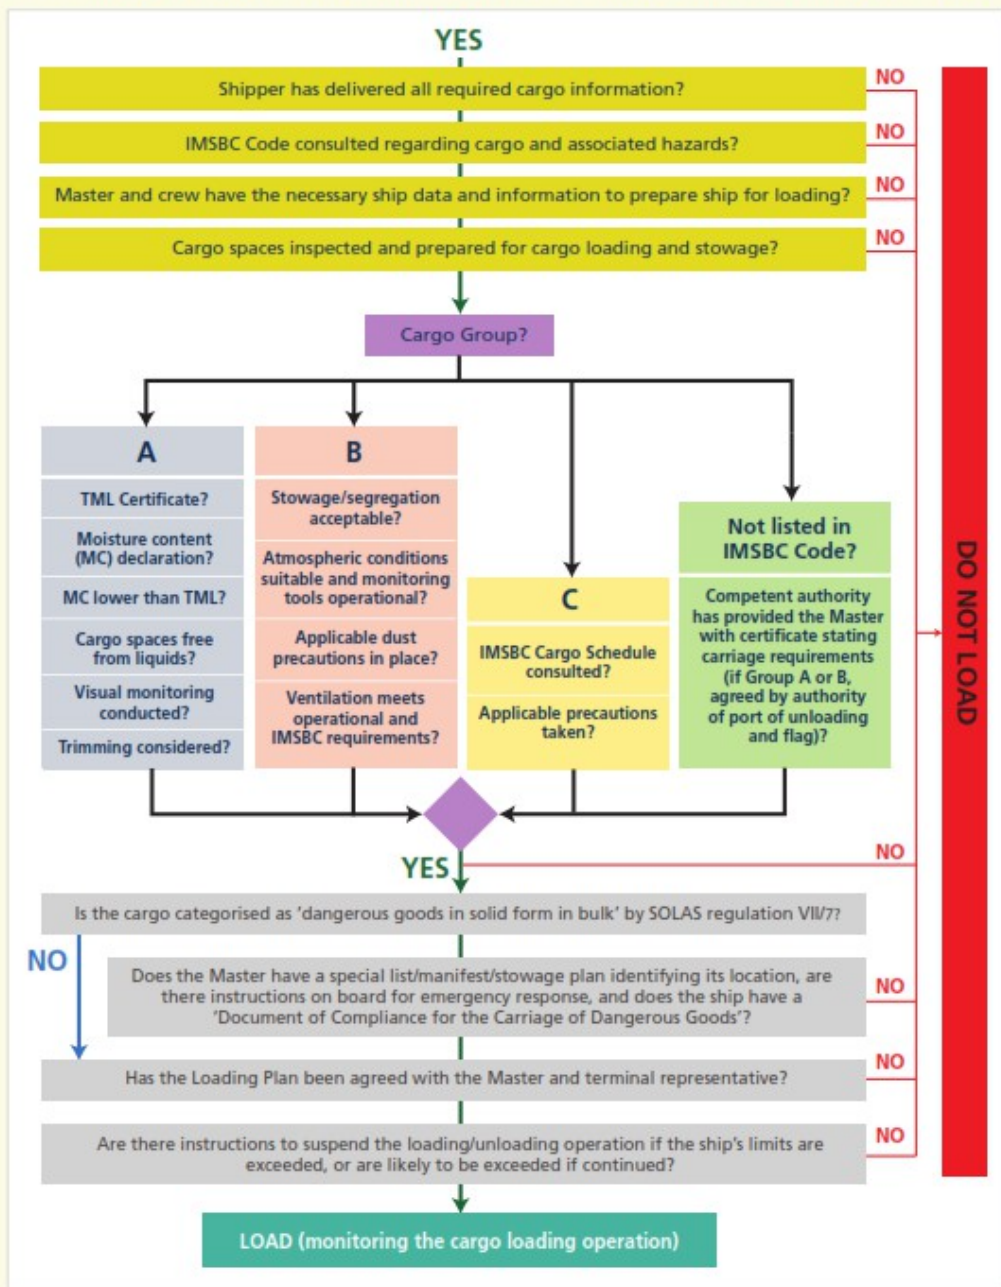 YES
Shipper has delivered all required cargo information?
NO
IMSBC Code consulted regarding cargo and associated hazards?
NO
Master and crew have the necessary ship data and information to prepare ship for loading?
NO
Cargo spaces inspected and prepared for cargo loading and stowage?
NO
Cargo Group?
A
TML Certificate?
Moisture content
(MC) declaration?
MC lower than TML?
Cargo spaces free
from liquids?
Visual monitoring
conducted?
Trimming considered?
B
Stowage/segregation
acceptable?
Atmospheric conditions
suitable and monitoring
tools operational?
Applicable dust
precautions in place?
Ventilation meets
operational and
IMSBC requirements?
C
IMSBC Cargo Schedule
consulted?
Applicable precautions
taken?
Not listed in
IMSBC Code?
Competent authority
has provided the Master
with certificate stating
carriage requirements
(if Group A or B,
agreed by authority
of port of unloading
and flag)?
DO NOT LOAD
YES
NO
Is the cargo categorised as 'dangerous goods in solid form in bulk' by SOLAS regulation VII/7?
NO
Does the Master have a special list/manifest/stowage plan identifying its location, are
there instructions on board for emergency response, and does the ship have a
'Document of Compliance for the Carriage of Dangerous Goods'?
NO
Has the Loading Plan been agreed with the Master and terminal representative?
NO
Are there instructions to suspend the loading/unloading operation if the ship's limits are
exceeded, or are likely to be exceeded if continued?
NO
LOAD (monitoring the cargo loading operation)